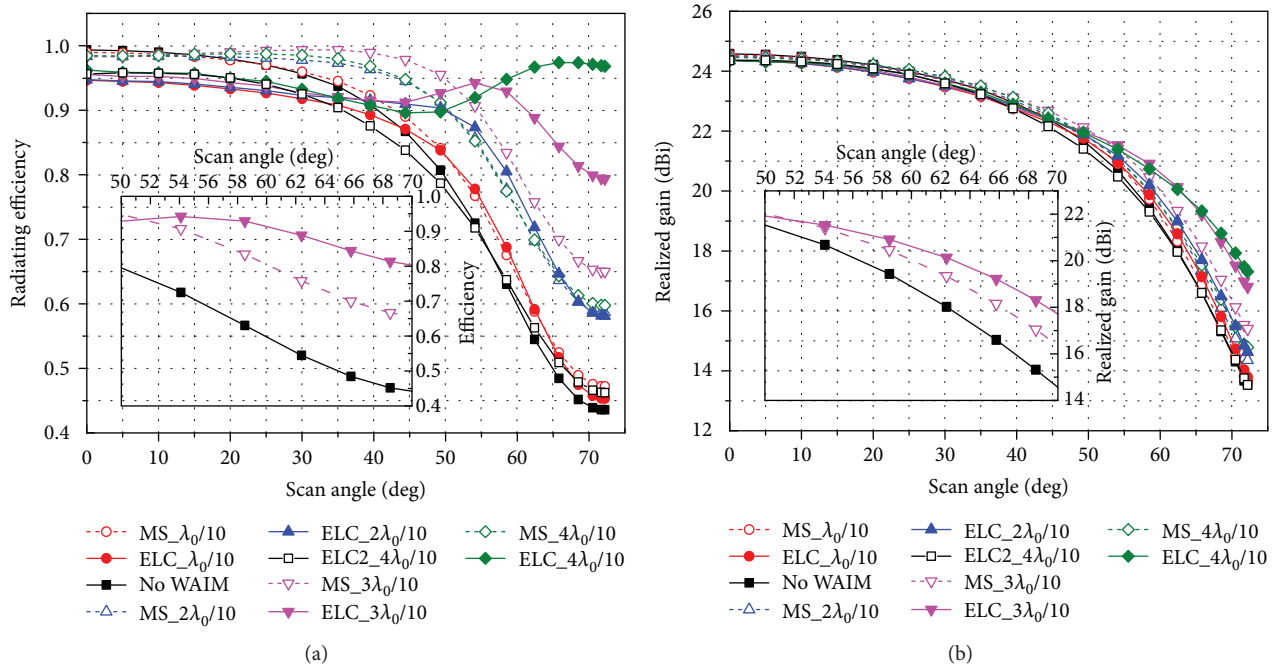 1.0
0.9
0.8
0.7
0.6
0.5
0.4
Radiating efficiency
Scan angle (deg)
50 52 54 56 58 60 62 64 66 68 70
1.0
0.9
0.8
0.7
0.6
0.5
0.4
Efficiency
0 10 20 30 40 50 60 70
Scan angle (deg)
MS_λ0/10
ELC_λ0/10
No WAIM
MS_2λ0/10
ELC_2λ0/10
ELC2_4λ0/10
MS_3λ0/10
ELC_3λ0/10
MS_4λ0/10
ELC_4λ0/10
(a)
26
24
22
20
18
16
14
12
Realized gain (dBi)
Scan angle (deg)
50 52 54 56 58 60 62 64 66 68 70
22
20
18
16
14
Realized gain (dBi)
0 10 20 30 40 50 60 70
Scan angle (deg)
MS_λ0/10
ELC_λ0/10
No WAIM
MS_2λ0/10
ELC_2λ0/10
ELC2_4λ0/10
MS_3λ0/10
ELC_3λ0/10
MS_4λ0/10
ELC_4λ0/10
(b)